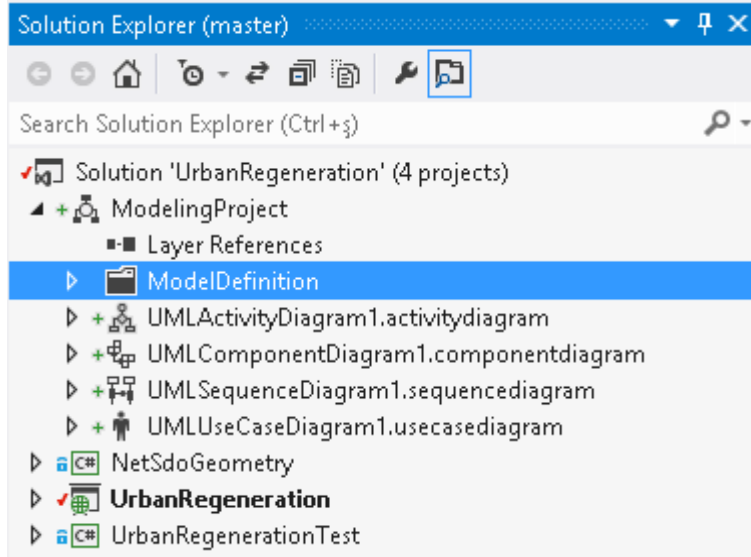 Solution Explorer (master)
Search Solution Explorer (Ctrl+ş)
Solution 'UrbanRegeneration' (4 projects)
ModelingProject
Layer References
ModelDefinition
UMLActivityDiagram1.activitydiagram
UMLComponentDiagram1.componentdiagram
UMLSequenceDiagram1.sequencediagram
UMLUseCaseDiagram1.usecasediagram
C# NetSdoGeometry
UrbanRegeneration
C# UrbanRegenerationTest